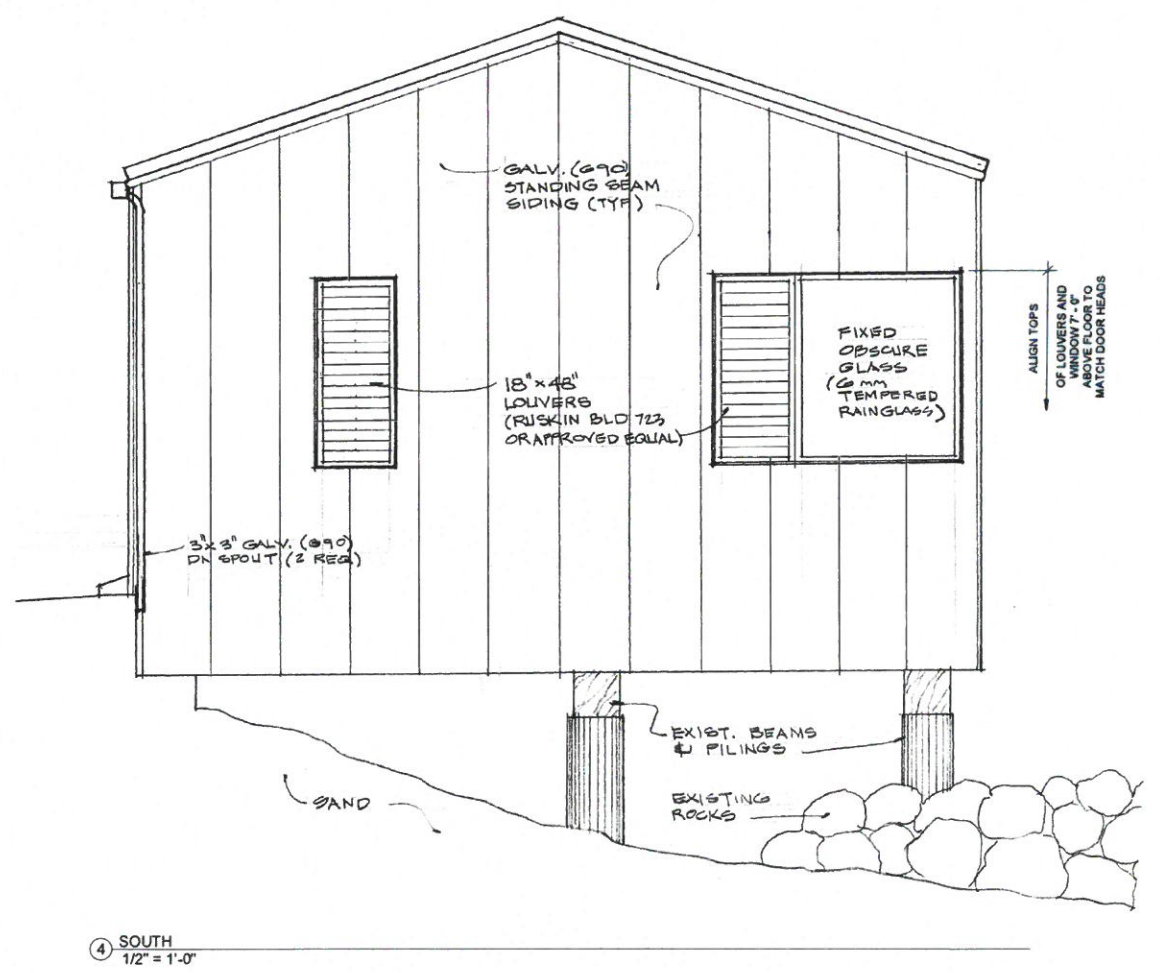 GALV. (G90)
STANDING SEAM
SIDING (TYP)
18"x48"
LOUVERS
(RUSKIN BLD 723
OR APPROVED EQUAL)
FIXED
OBSCURE
GLASS
(6 mm
TEMPERED
RAINGLASS)
ALIGN TOPS
OF LOUVERS AND
WINDOW 7' - 0"
ABOVE FLOOR TO
MATCH DOOR HEADS
3"x3" GALV. (G90)
DN SPOUT (2 REQ.)
EXIST. BEAMS
& PILINGS
SAND
EXISTING
ROCKS
4 SOUTH
1/2" = 1'-0"